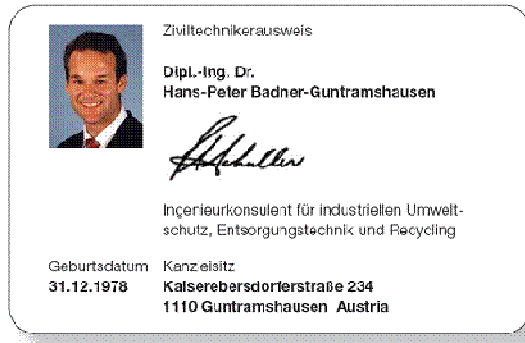 Ziviltechnikerausweis
Dipl.-Ing. Dr.
Hans-Peter Badner-Guntramshausen
Ingenieurkonsulent für industriellen Umwelt-
schutz, Entsorgungstechnik und Recycling
Geburtsdatum Kanzleisitz
31.12.1978 Kaiserebersdorferstraße 234
1110 Guntramshausen Austria